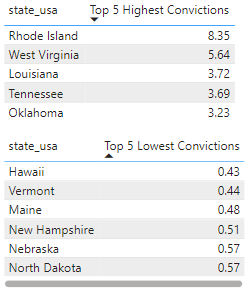 state_usa Top 5 Highest Convictions
Rhode Island 8.35
West Virginia 5.64
Louisiana 3.72
Tennessee 3.69
Oklahoma 3.23
state_usa Top 5 Lowest Convictions
Hawaii 0.43
Vermont 0.44
Maine 0.48
New Hampshire 0.51
Nebraska 0.57
North Dakota 0.57